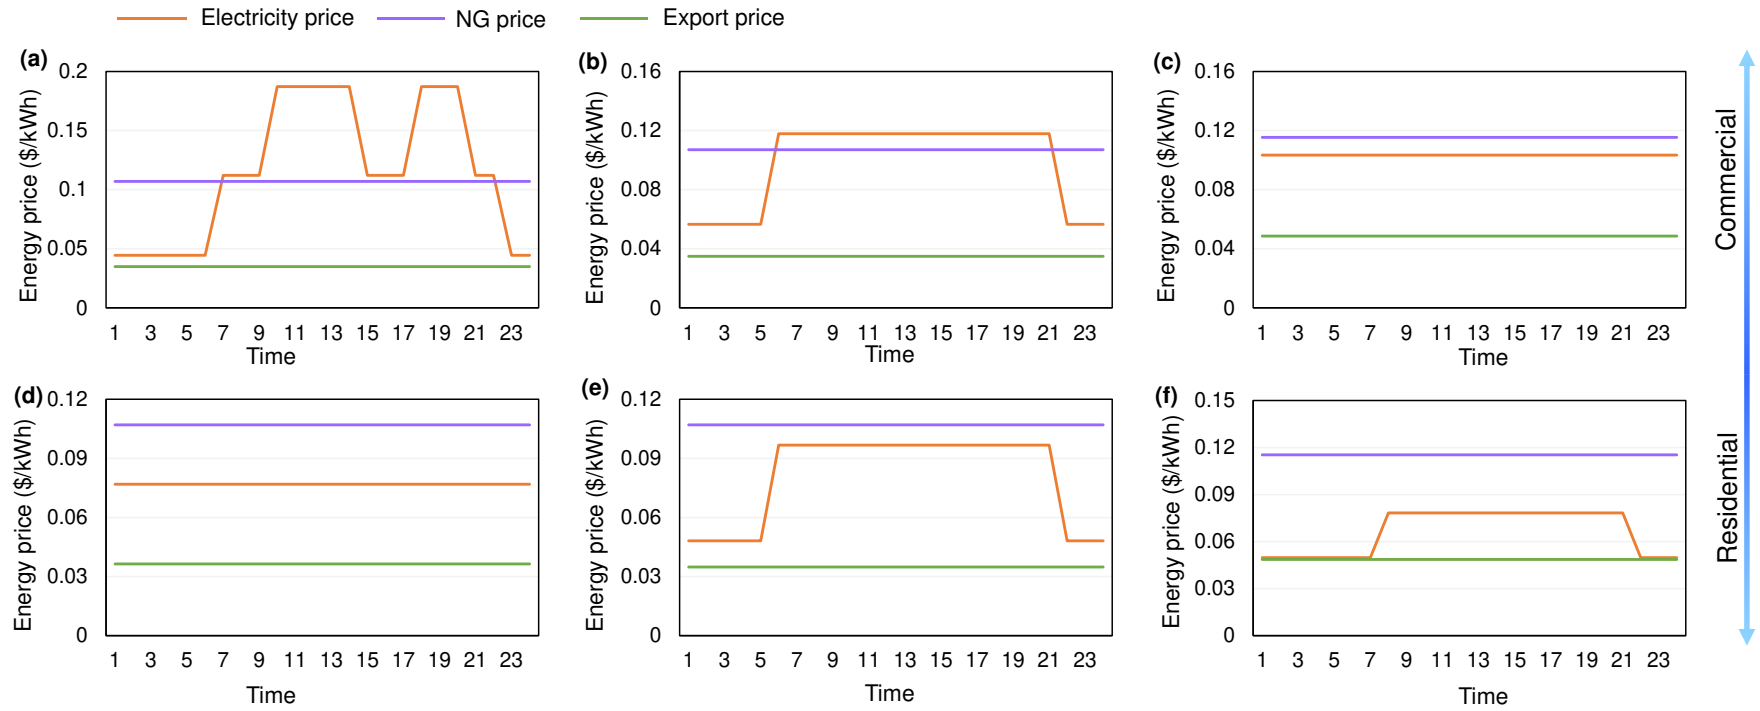 Electricity price NG price Export price
(a)
Energy price ($/kWh)
0.2
0.15
0.1
0.05
0
1 3 5 7 9 11 13 15 17 19 21 23
Time
(b)
Energy price ($/kWh)
0.16
0.12
0.08
0.04
0
1 3 5 7 9 11 13 15 17 19 21 23
Time
(c)
Energy price ($/kWh)
0.16
0.12
0.08
0.04
0
1 3 5 7 9 11 13 15 17 19 21 23
Time
Commercial
(d)
Energy price ($/kWh)
0.12
0.09
0.06
0.03
0
1 3 5 7 9 11 13 15 17 19 21 23
Time
(e)
Energy price ($/kWh)
0.12
0.09
0.06
0.03
0
1 3 5 7 9 11 13 15 17 19 21 23
Time
(f)
Energy price ($/kWh)
0.15
0.12
0.09
0.06
0.03
0
1 3 5 7 9 11 13 15 17 19 21 23
Time
Residential